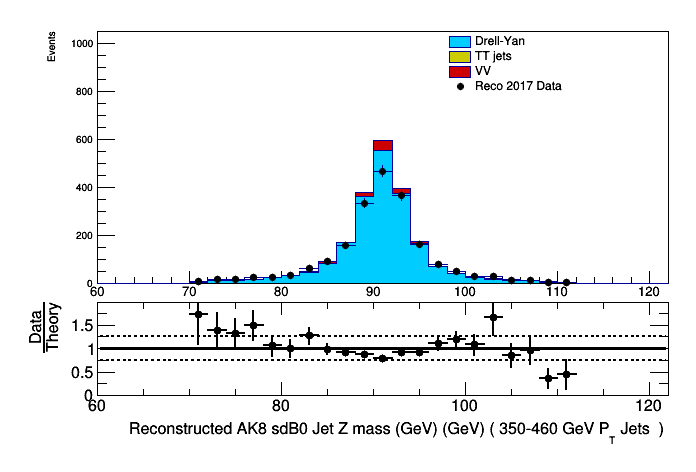 Events
1000
800
600
400
200
0
Drell-Yan
TT jets
VV
Reco 2017 Data
60 70 80 90 100 110 120
Data
Theory
1.5
1
0.5
0
60 80 100 120
Reconstructed AK8 sdB0 Jet Z mass (GeV) (GeV) ( 350-460 GeV P_T Jets )